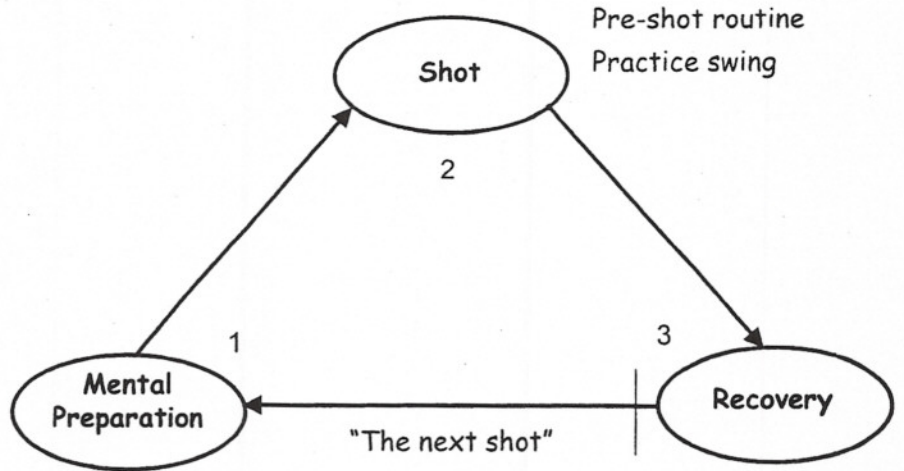 Pre-shot routine
Shot
Practice swing
2
1
3
Mental
Preparation
Recovery
"The next shot"